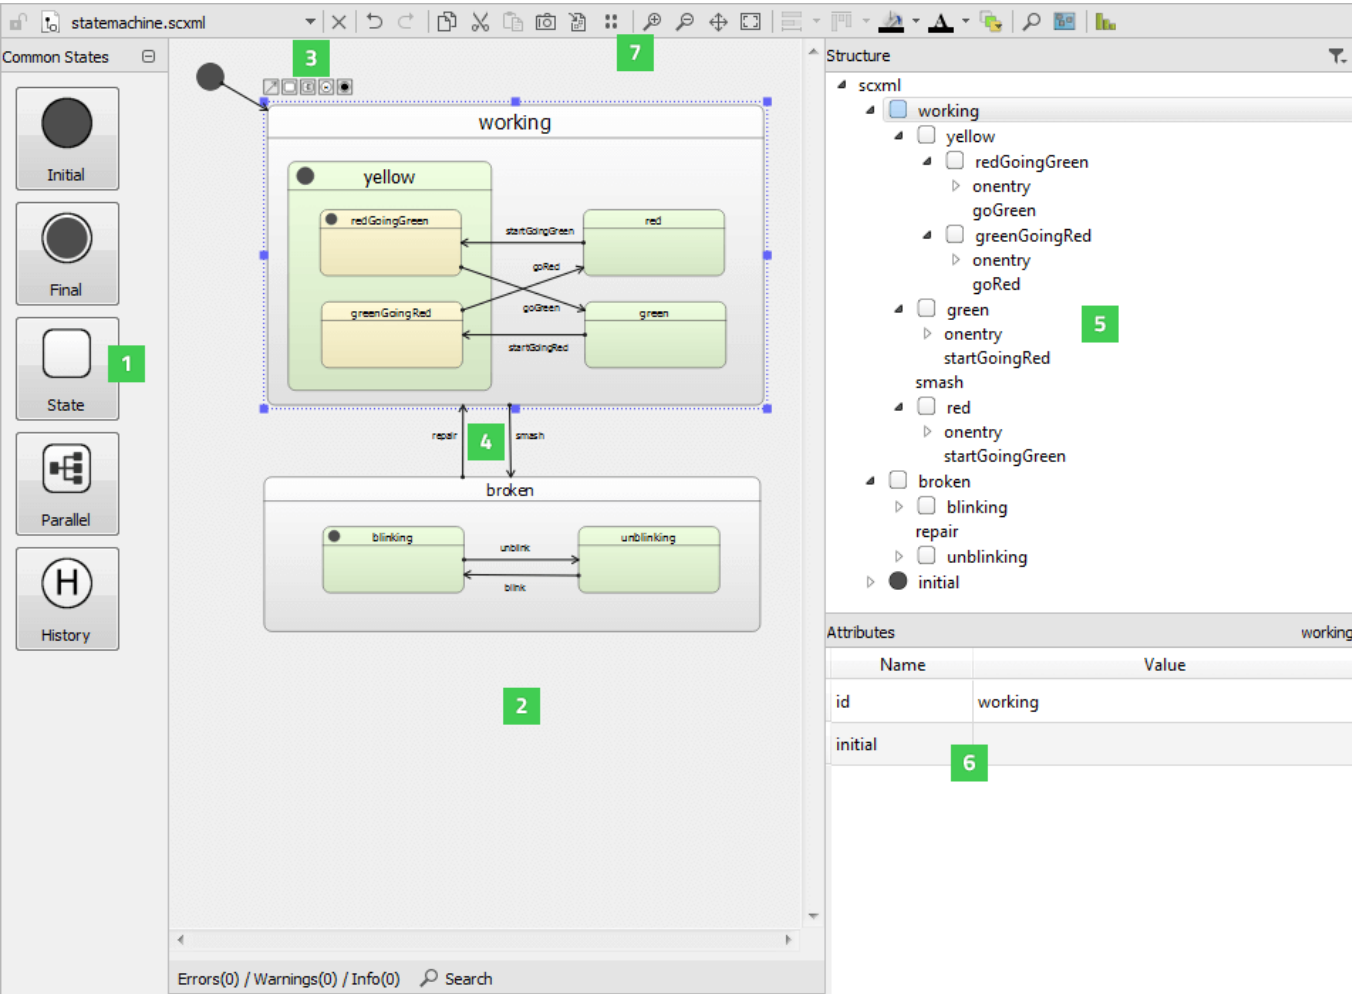 statemachine.scxml
3
7
Common States
Initial
Final
State
1
Parallel
H
History
working
yellow
redGoingGreen
red
startGoingGreen
goRed
goGreen
greenGoingRed
green
startGoingRed
repair
4
smash
broken
blinking
unblinking
unblink
blink
2
Errors(0) / Warnings(0) / Info(0)
Search
Structure
scxml
working
yellow
redGoingGreen
onentry
goGreen
greenGoingRed
onentry
goRed
green
5
onentry
startGoingRed
smash
red
onentry
startGoingGreen
broken
blinking
repair
unblinking
initial
Attributes working
Name Value
id working
initial
6